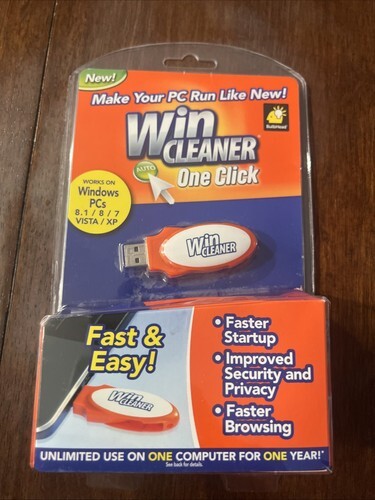 New!
Make Your PC Run Like New!
BulbHead
Win
CLEANER
AUTO
One Click
WORKS ON
Windows
PCs
8.1 / 8 / 7
VISTA / XP
Win
CLEANER
Fast &
Easy!
Win
CLEANER
• Faster
Startup
• Improved
Security and
Privacy
• Faster
Browsing
UNLIMITED USE ON ONE COMPUTER FOR ONE YEAR!*
See back for details.